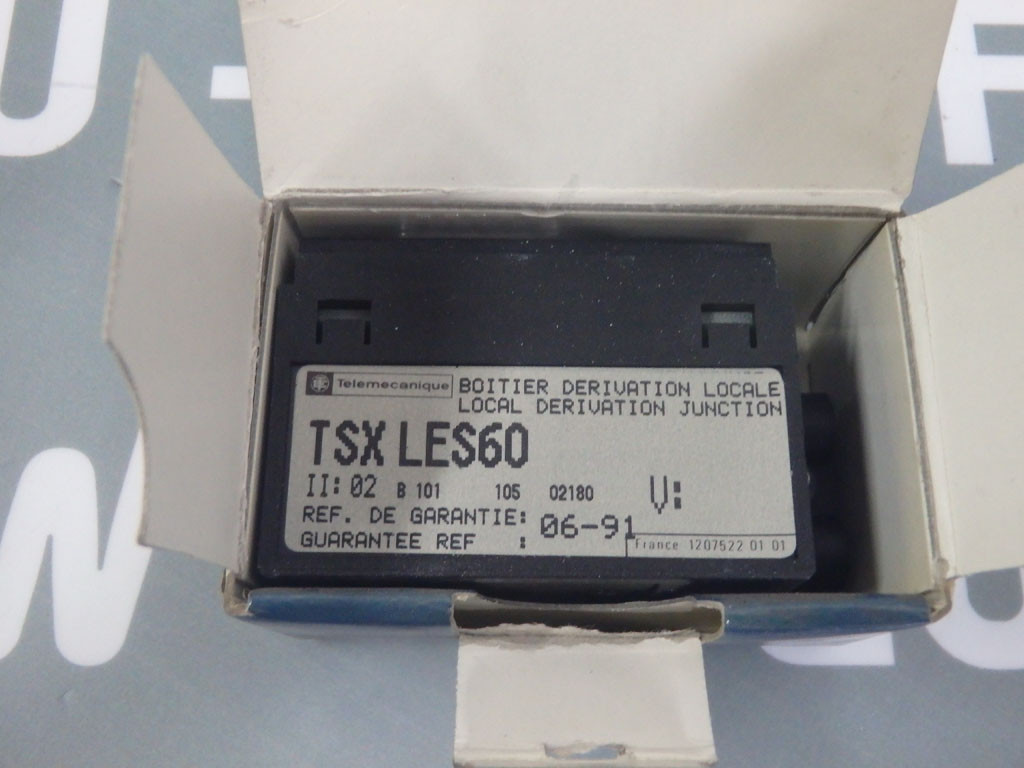 Telemecanique BOITIER DERIVATION LOCALE
LOCAL DERIVATION JUNCTION
TSX LES60
II: 02 B 101 105 02180 V:
REF. DE GARANTIE: 06-91
GUARANTEE REF :
France 1207522 01 01